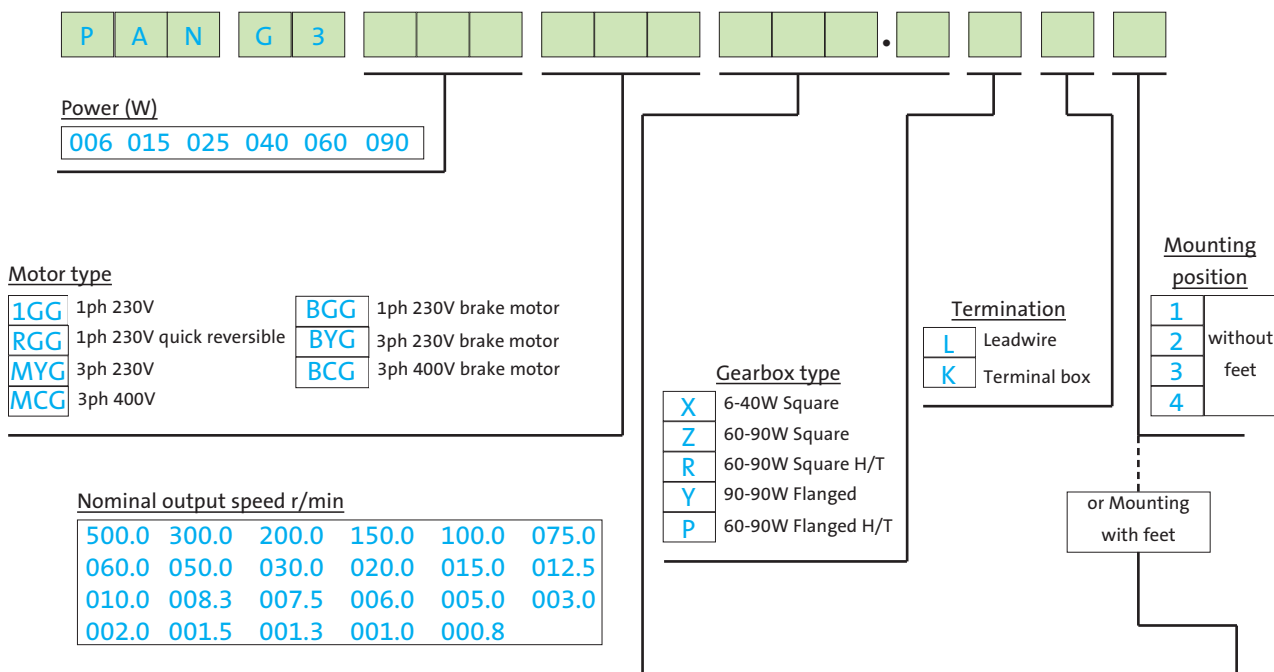 P A N G 3 .
Power (W)
006 015 025 040 060 090
Motor type
1GG 1ph 230V
RGG 1ph 230V quick reversible
MYG 3ph 230V
MCG 3ph 400V
BGG 1ph 230V brake motor
BYG 3ph 230V brake motor
BCG 3ph 400V brake motor
Nominal output speed r/min
500.0 300.0 200.0 150.0 100.0 075.0
060.0 050.0 030.0 020.0 015.0 012.5
010.0 008.3 007.5 006.0 005.0 003.0
002.0 001.5 001.3 001.0 000.8
Gearbox type
X 6-40W Square
Z 60-90W Square
R 60-90W Square H/T
Y 90-90W Flanged
P 60-90W Flanged H/T
Termination
L Leadwire
K Terminal box
Mounting
position
1
2
3
4
without
feet
or Mounting
with feet